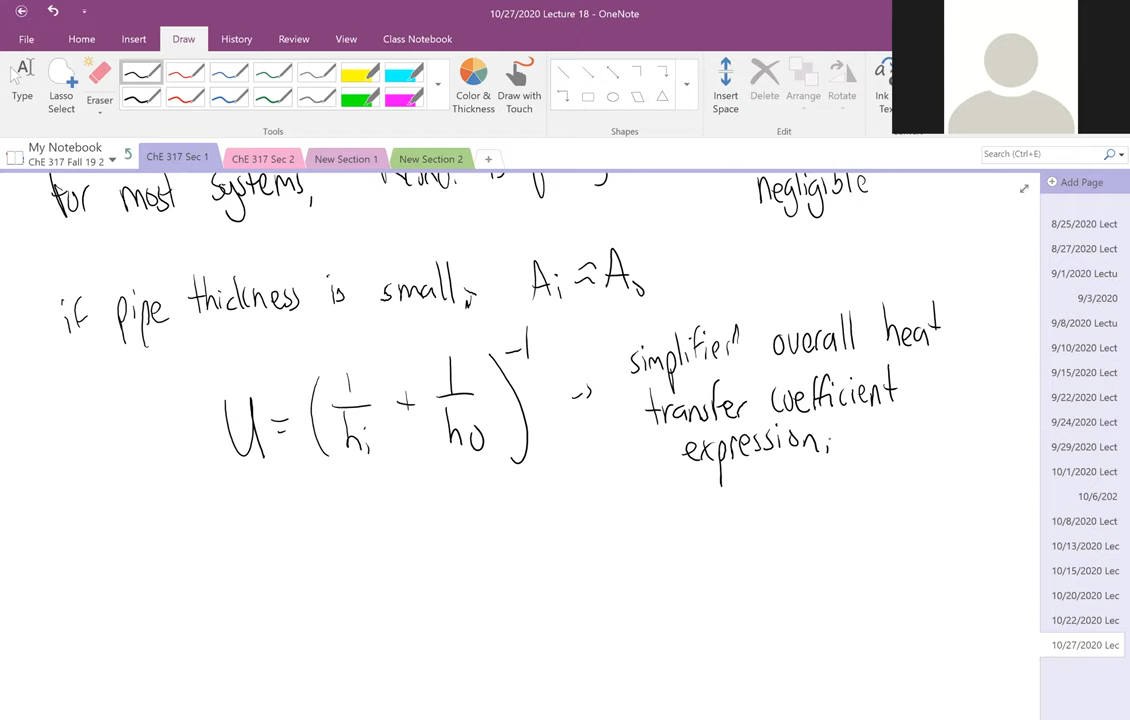 10/27/2020 Lecture 18 - OneNote
File Home Insert Draw History Review View Class Notebook
Type
Lasso Select
Eraser
Color & Thickness
Draw with Touch
Insert Space
Delete
Arrange
Rotate
Ink
Tools
Shapes
Edit
My Notebook
ChE 317 Fall 19 2
ChE 317 Sec 1
ChE 317 Sec 2
New Section 1
New Section 2
+
Search (Ctrl+E)
for most systems,
negligible
if pipe thickness is small, Ai ≈ Ao
U = (1/hi + 1/ho)^-1 →
simplified overall heat
transfer coefficient
expression;
Add Page
8/25/2020 Lect
8/27/2020 Lect
9/1/2020 Lectu
9/3/2020
9/8/2020 Lectu
9/10/2020 Lect
9/15/2020 Lect
9/22/2020 Lect
9/24/2020 Lect
9/29/2020 Lect
10/1/2020 Lect
10/6/202
10/8/2020 Lect
10/13/2020 Lec
10/15/2020 Lec
10/20/2020 Lec
10/22/2020 Lec
10/27/2020 Lec